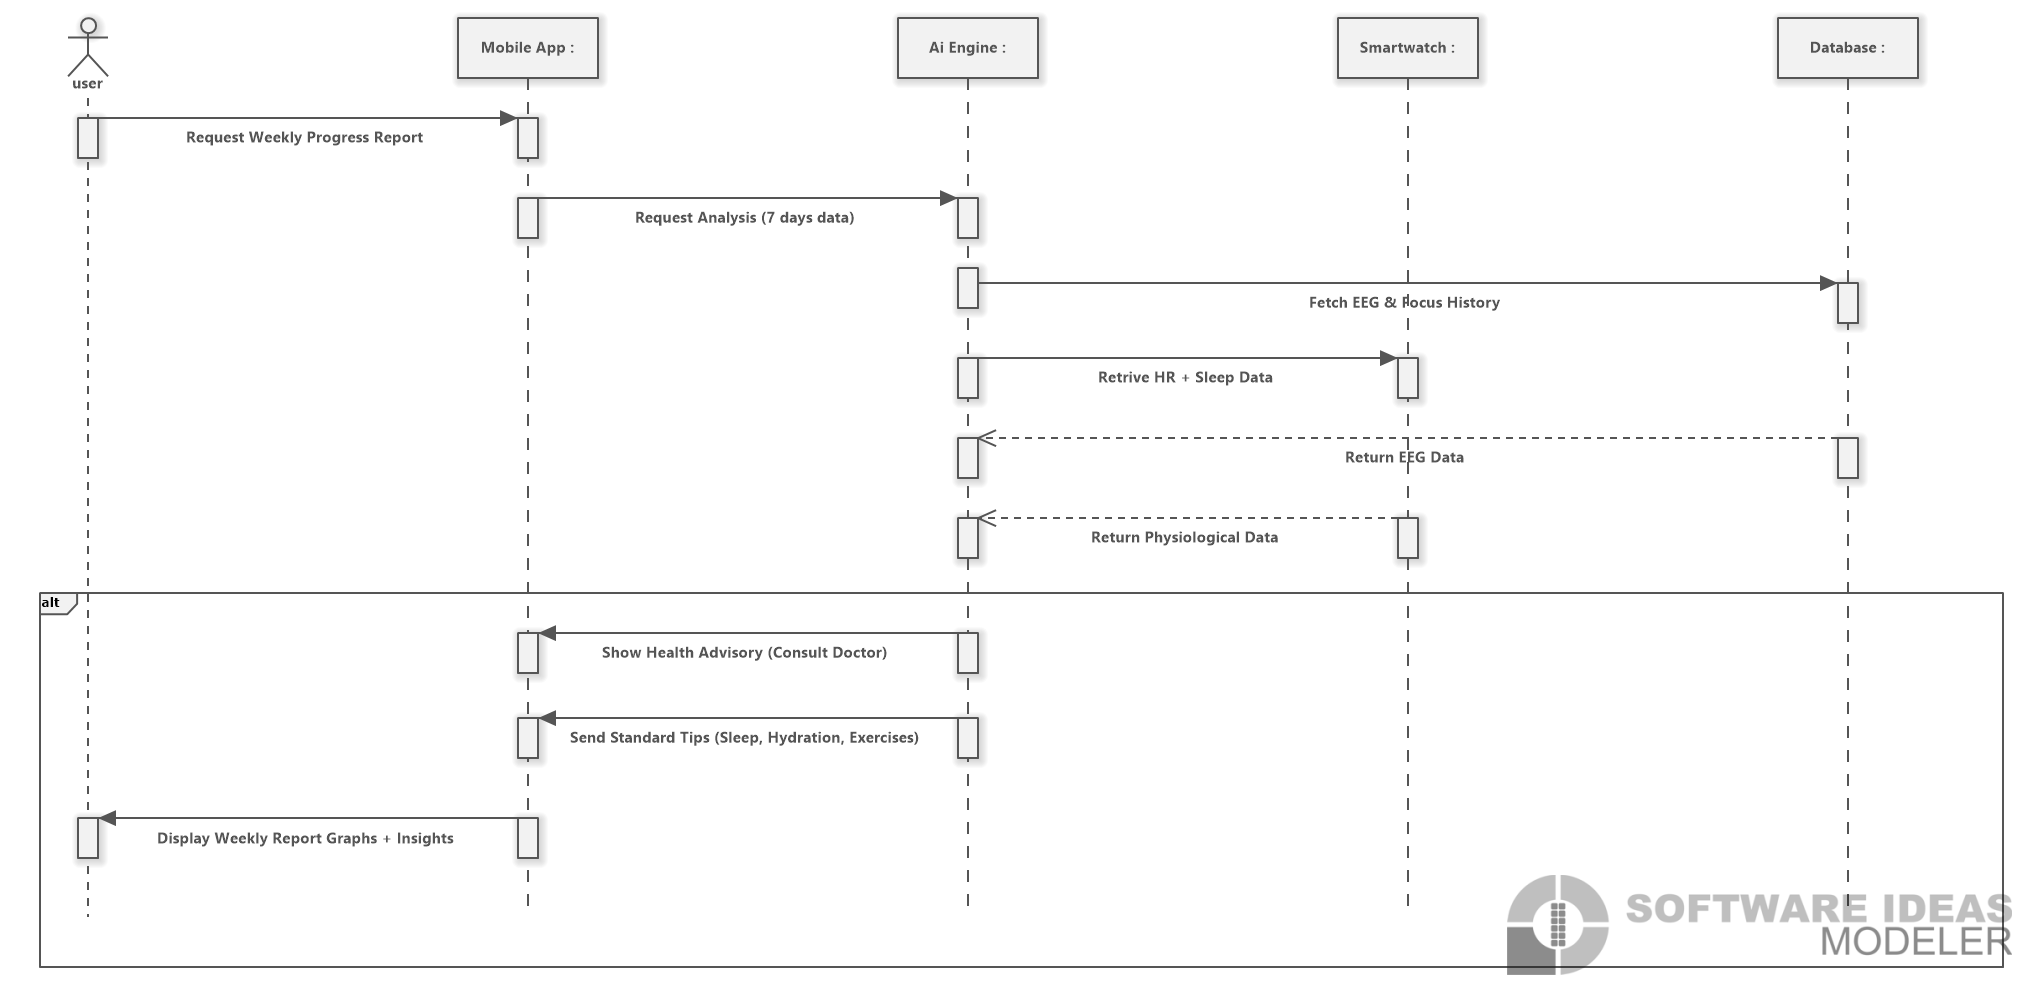 user
Mobile App :
Ai Engine :
Smartwatch :
Database :
Request Weekly Progress Report
Request Analysis (7 days data)
Fetch EEG & Focus History
Retrive HR + Sleep Data
Return EEG Data
Return Physiological Data
alt
Show Health Advisory (Consult Doctor)
Send Standard Tips (Sleep, Hydration, Exercises)
Display Weekly Report Graphs + Insights
SOFTWARE IDEAS
MODELER